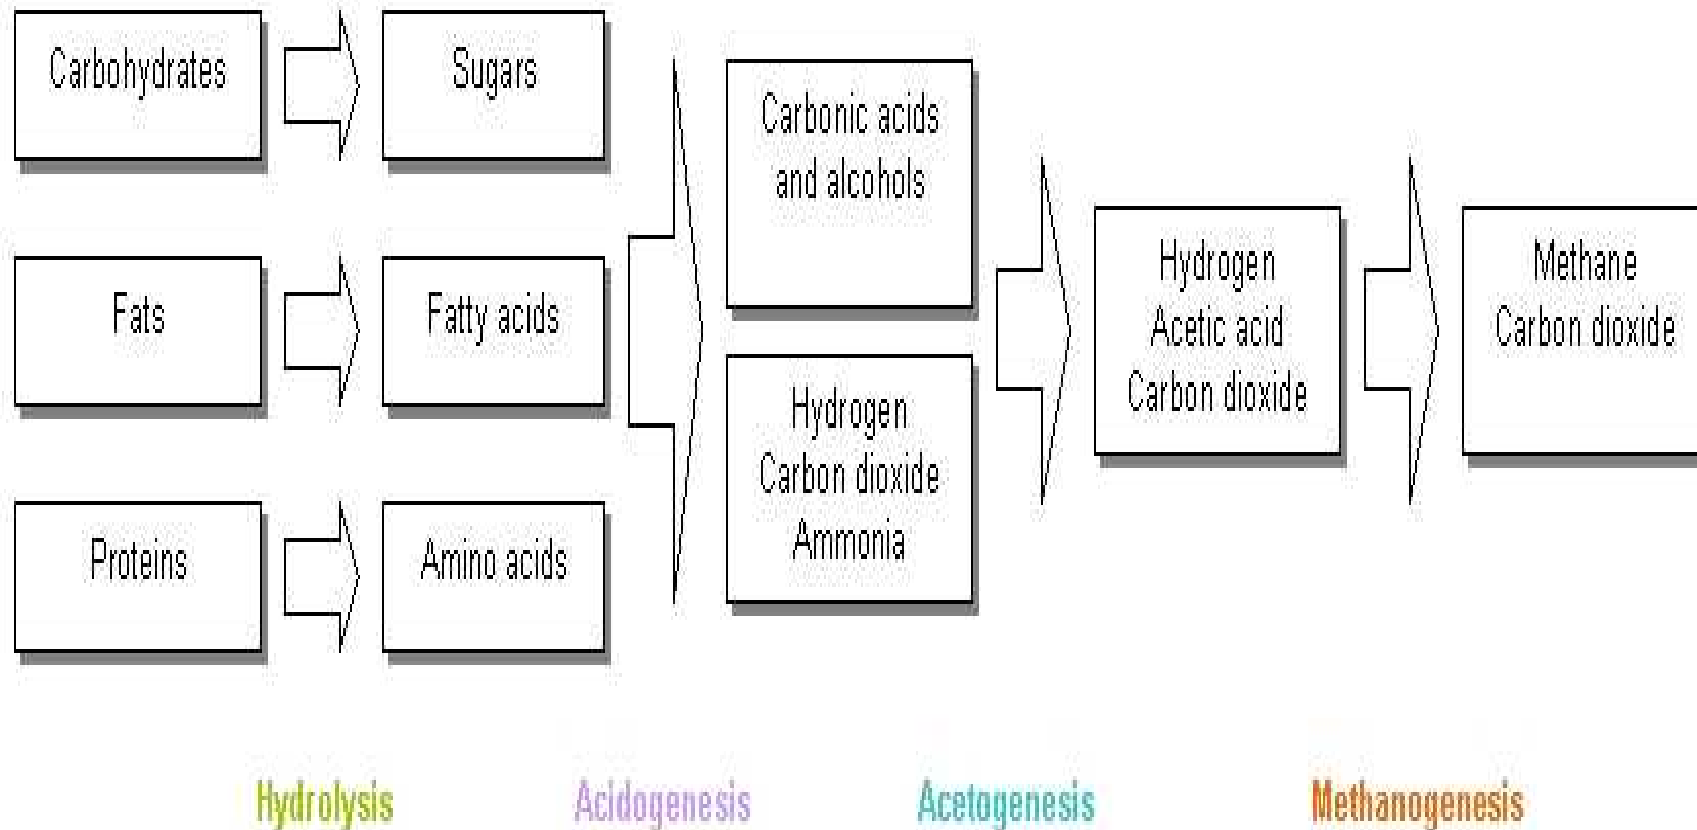 Carbohydrates
Sugars
Fats
Fatty acids
Proteins
Amino acids
Carbonic acids
and alcohols
Hydrogen
Carbon dioxide
Ammonia
Hydrogen
Acetic acid
Carbon dioxide
Methane
Carbon dioxide
Hydrolysis
Acidogenesis
Acetogenesis
Methanogenesis